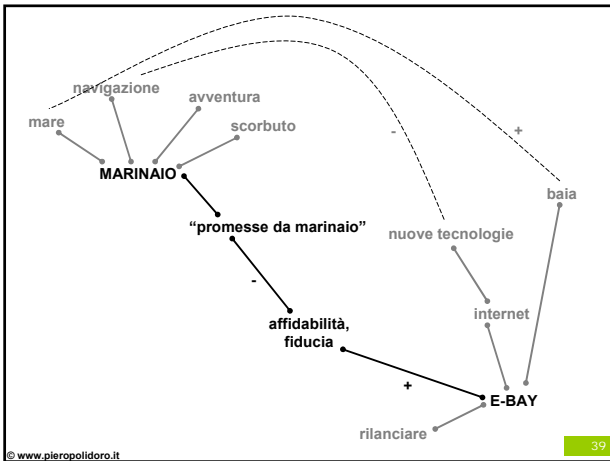 navigazione
avventura
mare
scorbuto
-
+
MARINAIO
baia
“promesse da marinaio”
nuove tecnologie
-
internet
affidabilità,
fiducia
+
E-BAY
rilanciare
39
© www.pieropolidoro.it